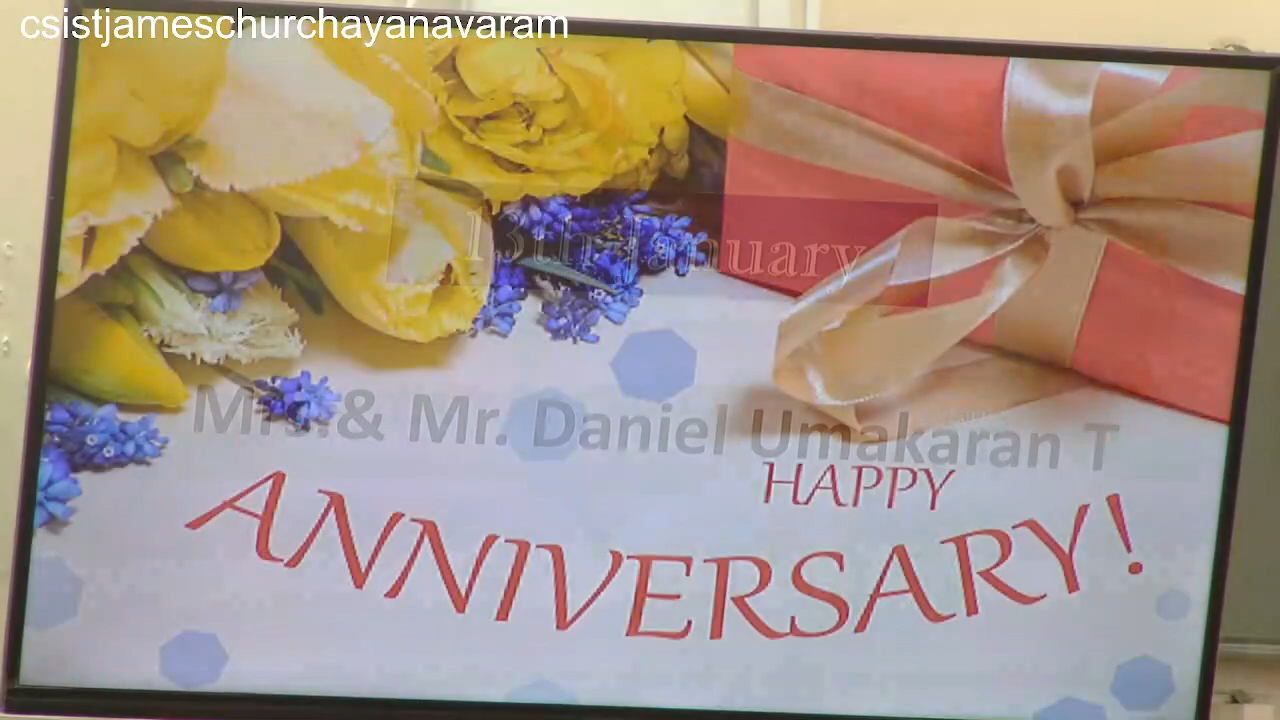 csistjameschurchayanavaram
13th January
Mrs.& Mr. Daniel Umakaran T
HAPPY
ANNIVERSARY!